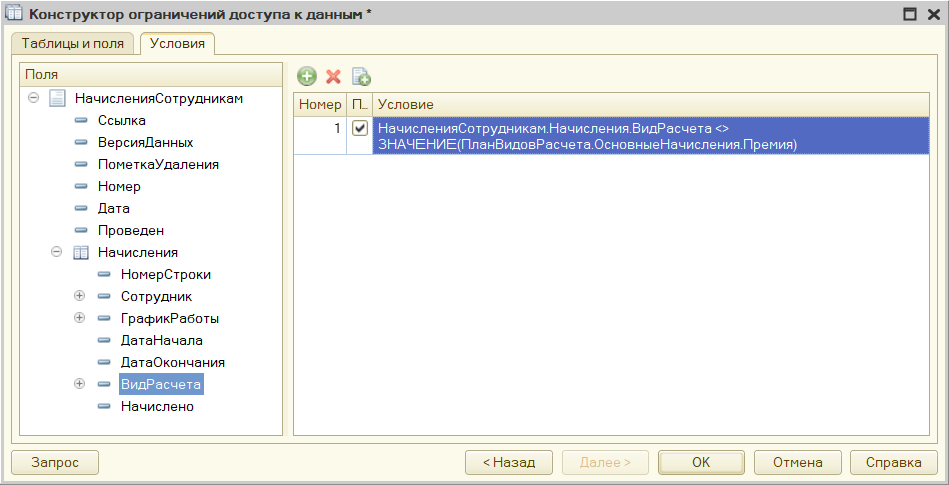 Конструктор ограничений доступа к данным *
Таблицы и поля
Условия
Поля
НачисленияСотрудникам
Ссылка
ВерсияДанных
ПометкаУдаления
Номер
Дата
Проведен
Начисления
НомерСтроки
Сотрудник
ГрафикРаботы
ДатаНачала
ДатаОкончания
ВидРасчета
Начислено
Номер П... Условие
1 НачисленияСотрудникам.Начисления.ВидРасчета <>
ЗНАЧЕНИЕ(ПланВидовРасчета.ОсновныеНачисления.Премия)
Запрос
< Назад
Далее >
OK
Отмена
Справка